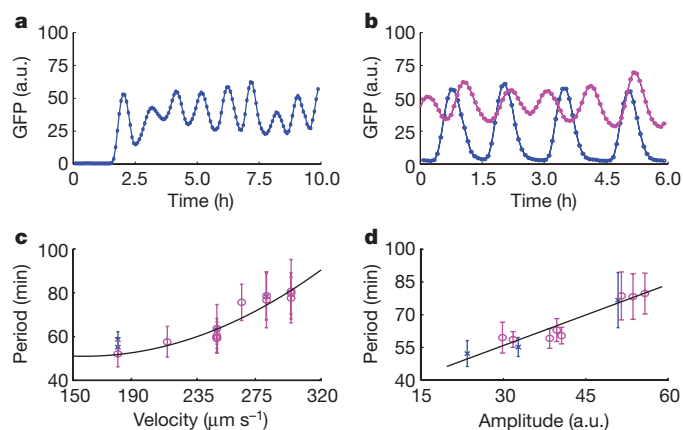 a
100
75
50
25
0
GFP (a.u.)
0 2.5 5.0 7.5 10.0
Time (h)
b
100
75
50
25
0
GFP (a.u.)
0 1.5 3.0 4.5 6.0
Time (h)
c
100
80
60
40
Period (min)
150 190 235 275 320
Velocity (µm s⁻¹)
d
100
85
70
55
40
Period (min)
15 30 45 60
Amplitude (a.u.)